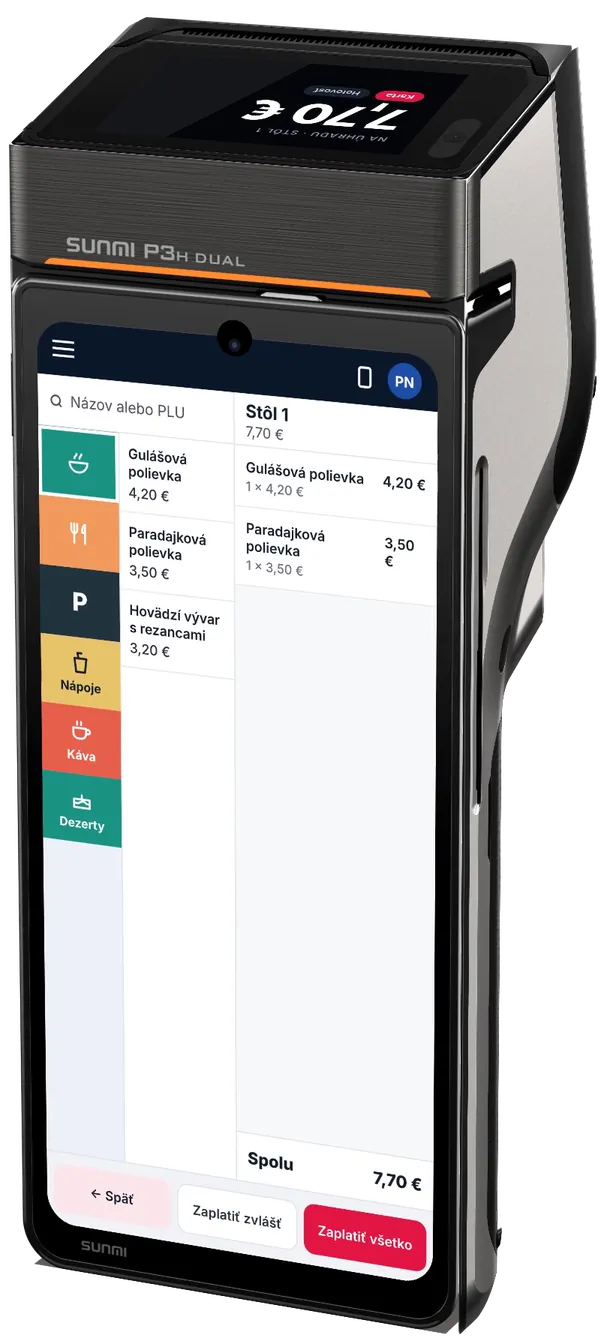 NA ÚHRADU · STÔL 1
7,70 €
Karta
Hotovosť
SUNMI P3H DUAL
PN
Názov alebo PLU
Stôl 1
7,70 €
Gulášová
polievka
4,20 €
Paradajková
polievka
3,50 €
Hovädzí vývar
s rezancami
3,20 €
P
Nápoje
Káva
Dezerty
Gulášová polievka
4,20 €
1 × 4,20 €
Paradajková
polievka
3,50
€
1 × 3,50 €
Spolu
7,70 €
← Späť
Zaplatiť zvlášť
Zaplatiť všetko
SUNMI